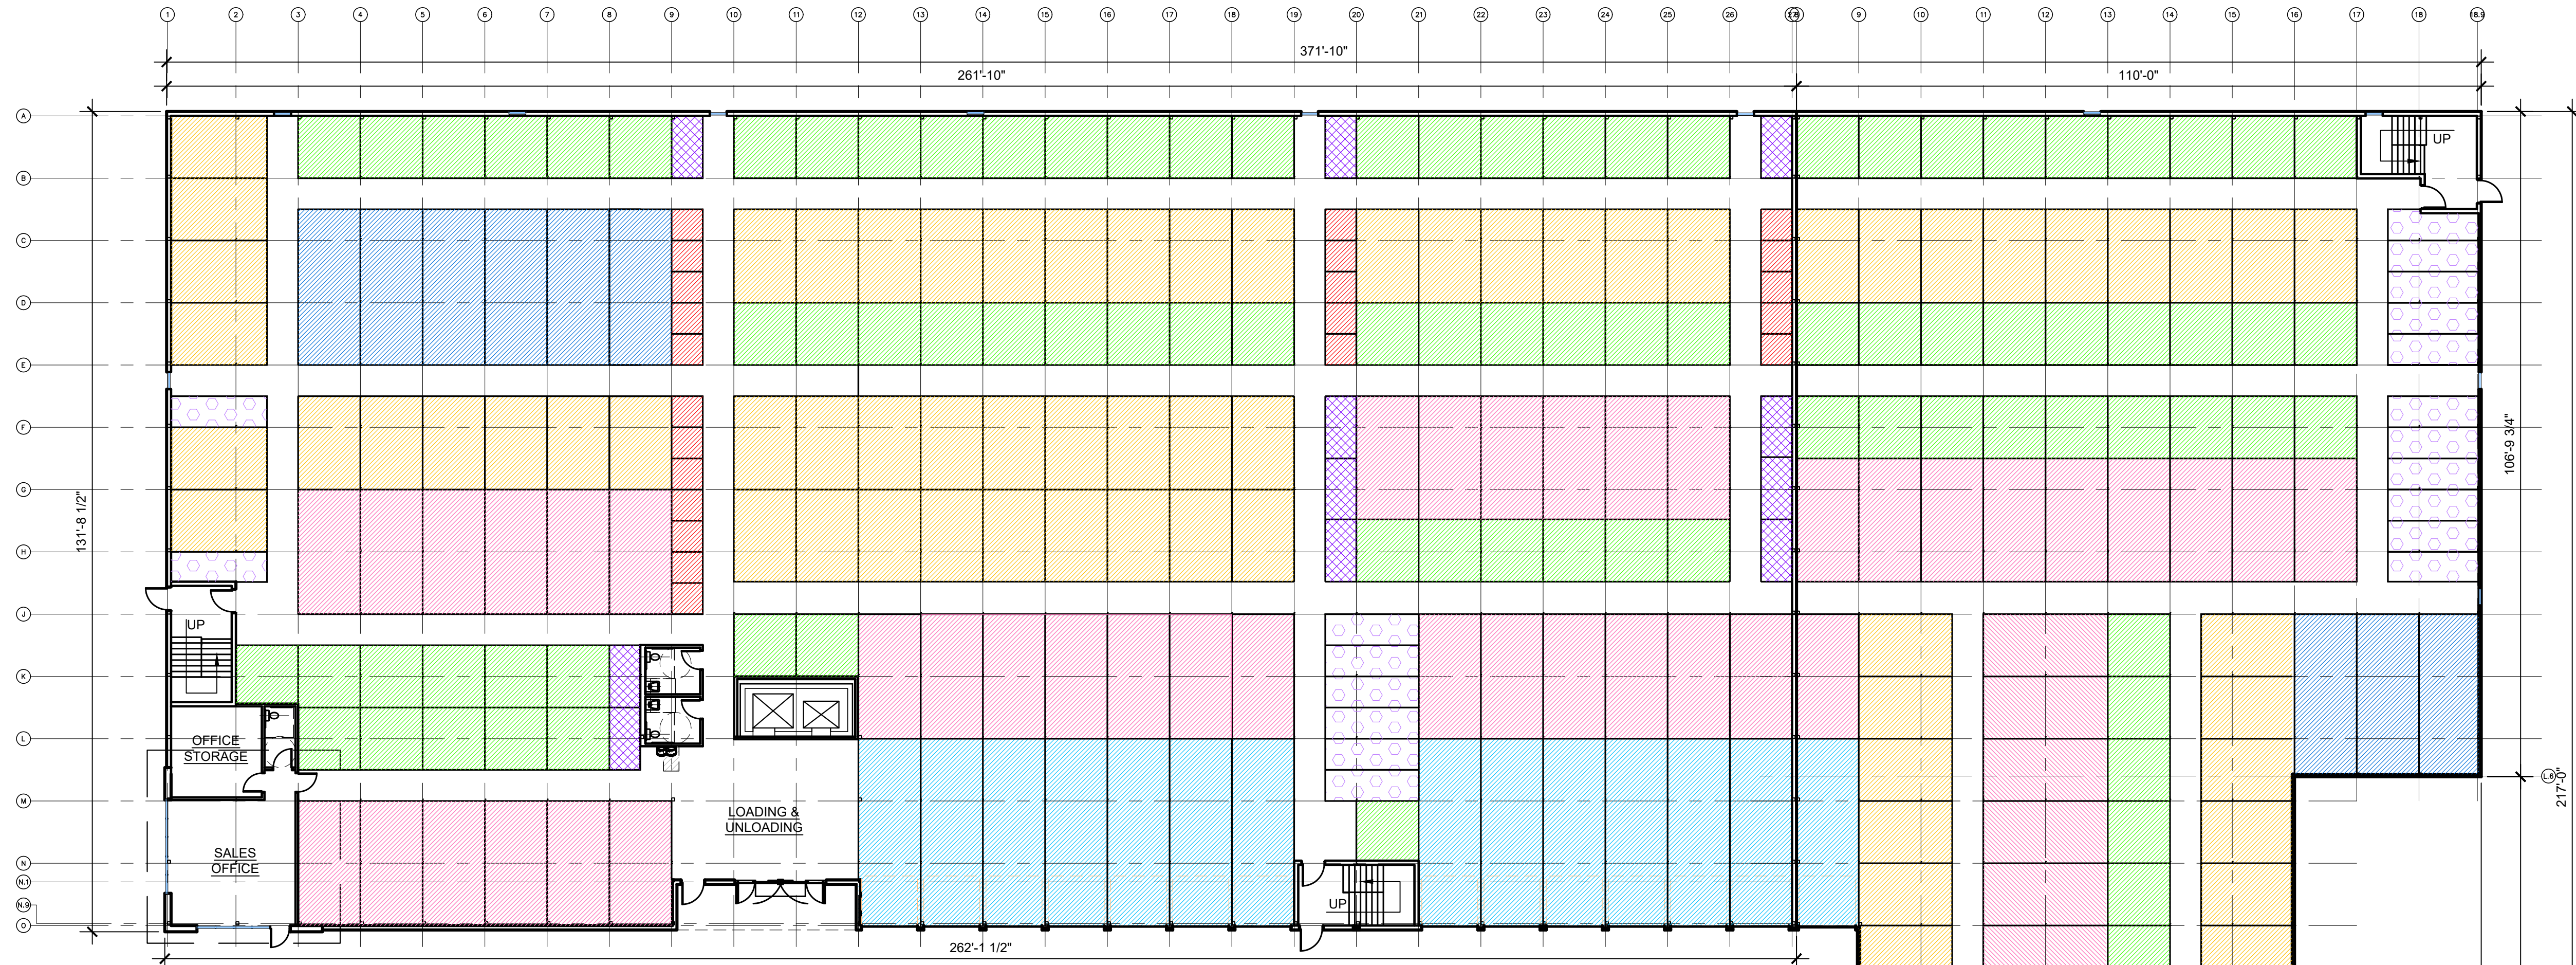 1 2 3 4 5 6 7 8 9 10 11 12 13 14 15 16 17 18 19 20 21 22 23 24 25 26 9 10 11 12 13 14 15 16 17 18 18.9
371'-10"
261'-10" 110'-0"
A
B
UP
C
D
E
F
106'-9 3/4"
G
131'-8 1/2"
H
J
UP
K
L
OFFICE
STORAGE
L.6
217'-0"
M
LOADING &
UNLOADING
SALES
OFFICE
N
N.1
N.9
UP
O
262'-1 1/2"